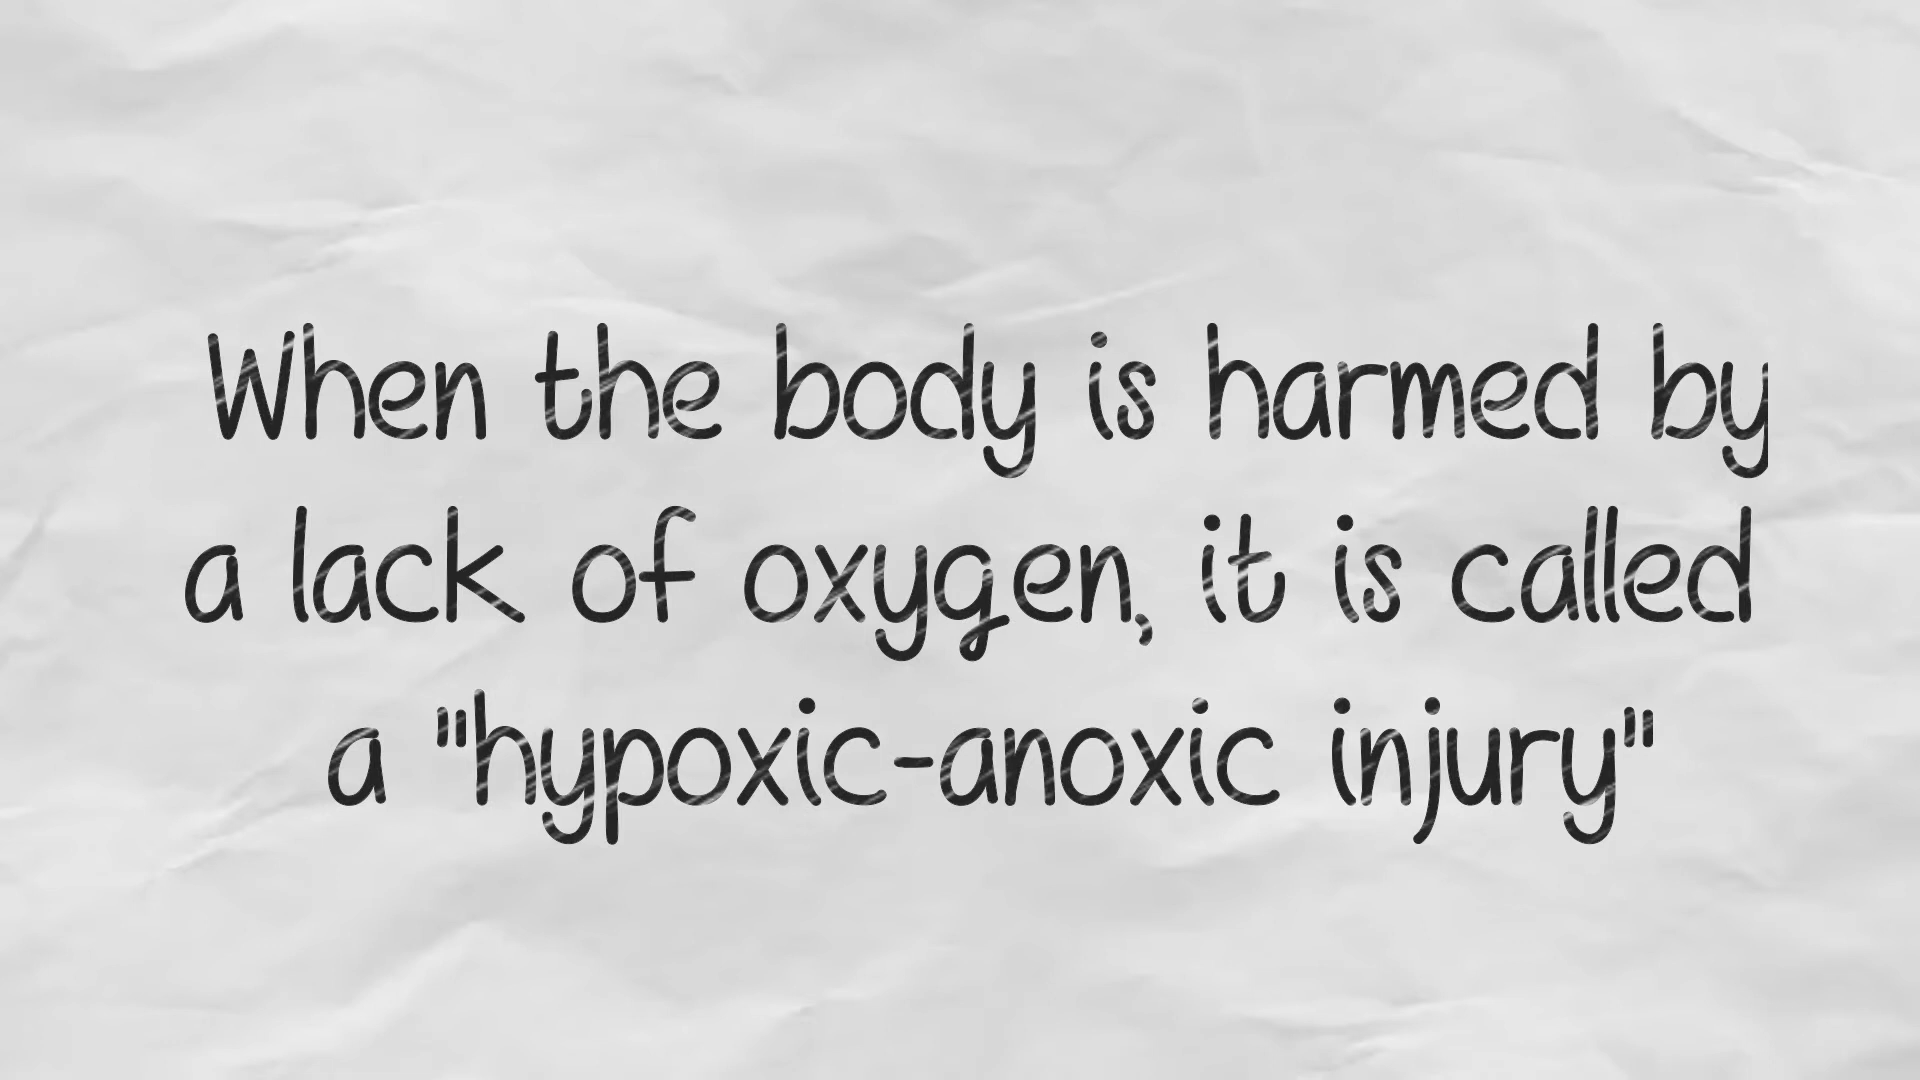 When the body is harmed by
a lack of oxygen, it is called
a "hypoxic-anoxic injury"